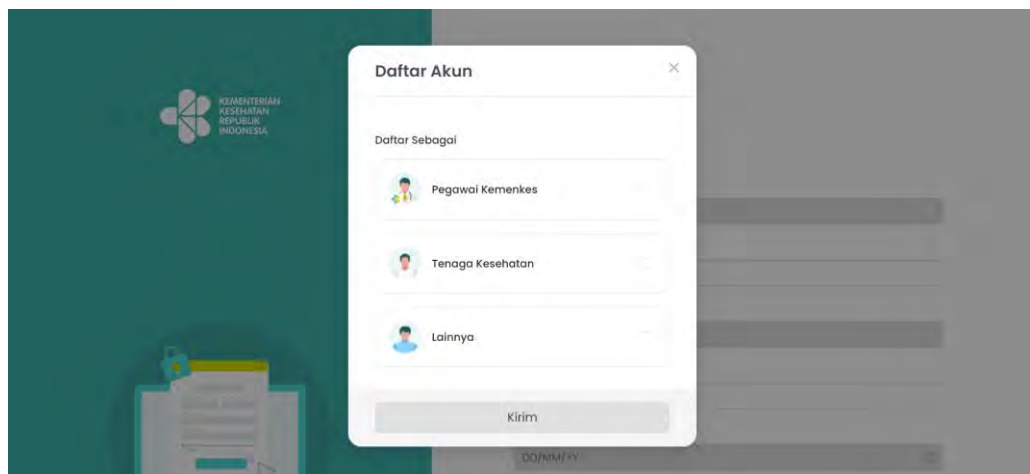 KEMENTERIAN
KESEHATAN
REPUBLIK
INDONESIA
Daftar Akun
Daftar Sebagai
Pegawai Kemenkes
Tenaga Kesehatan
Lainnya
Kirim
DD/MM/YY